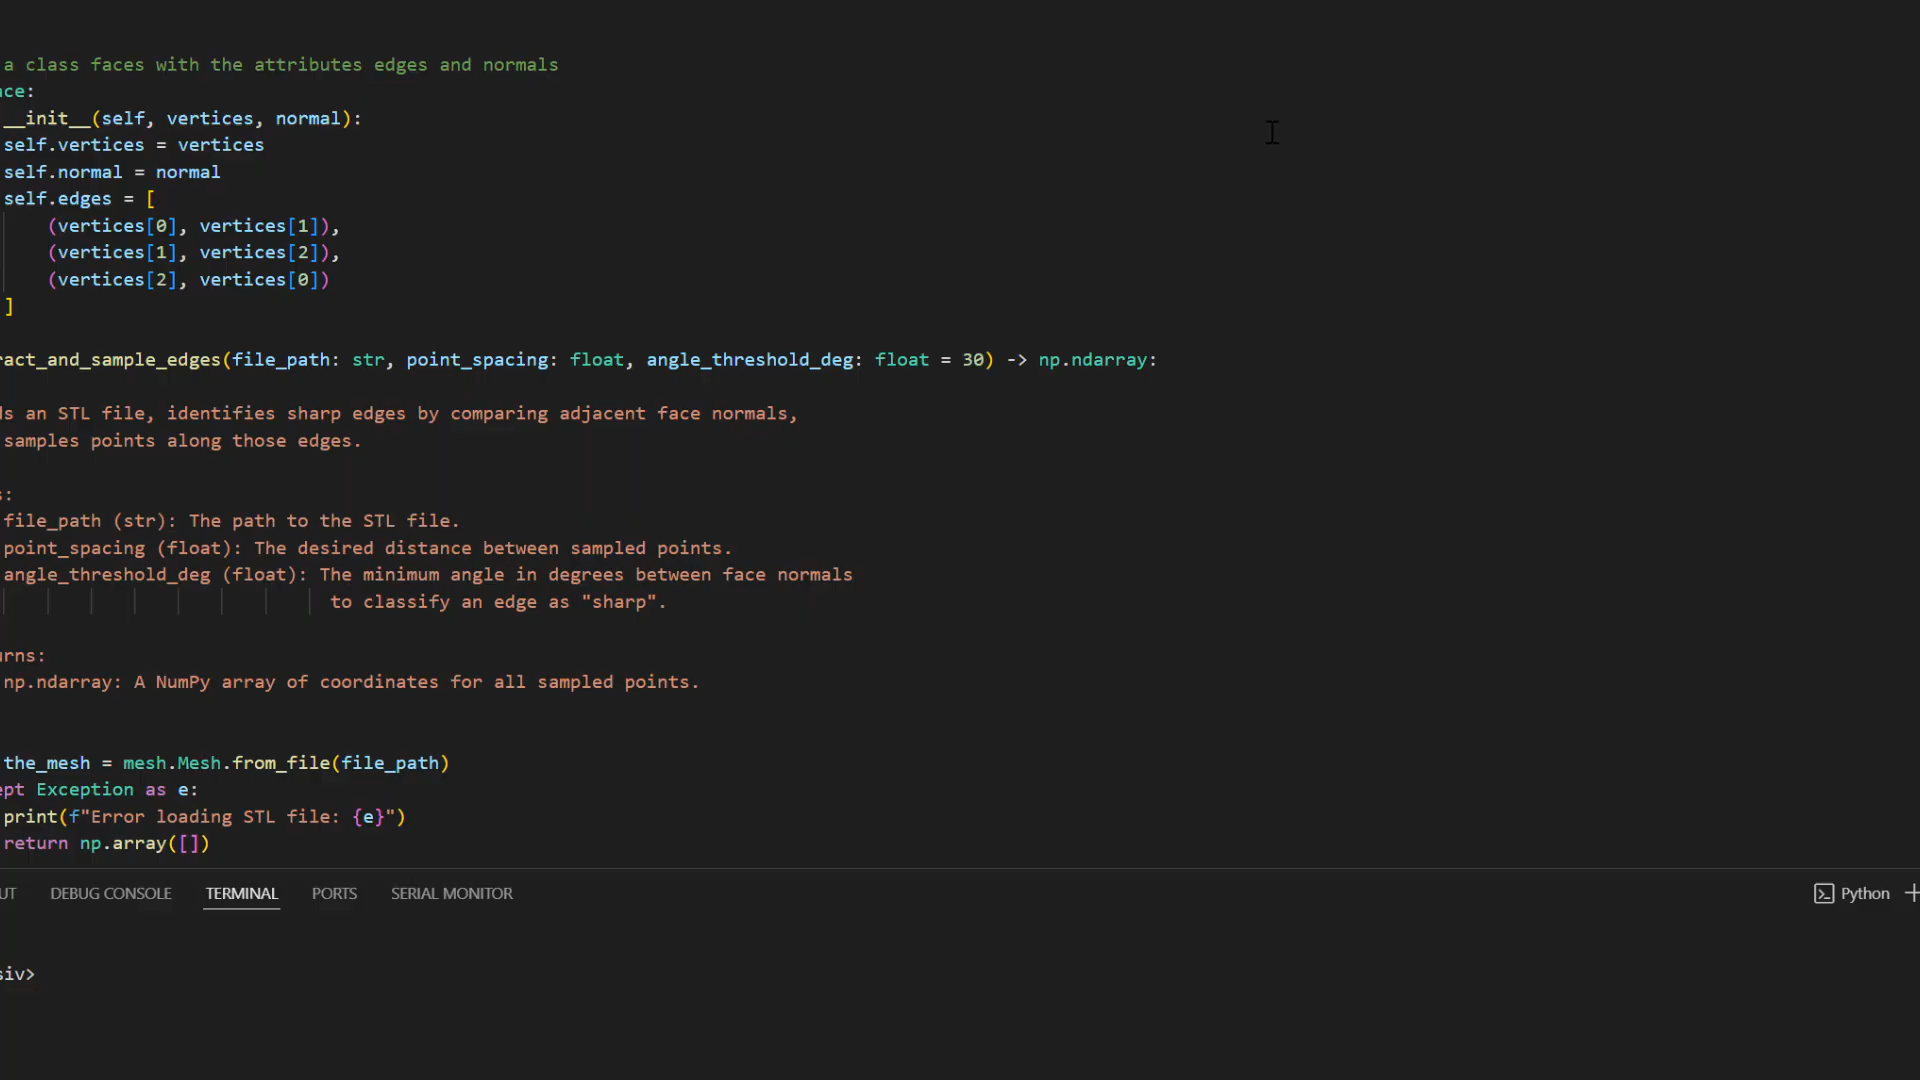 a class faces with the attributes edges and normals
ce:
__init__(self, vertices, normal):
self.vertices = vertices
self.normal = normal
self.edges = [
(vertices[0], vertices[1]),
(vertices[1], vertices[2]),
(vertices[2], vertices[0])
]
ract_and_sample_edges(file_path: str, point_spacing: float, angle_threshold_deg: float = 30) -> np.ndarray:
s an STL file, identifies sharp edges by comparing adjacent face normals,
samples points along those edges.
s:
file_path (str): The path to the STL file.
point_spacing (float): The desired distance between sampled points.
angle_threshold_deg (float): The minimum angle in degrees between face normals
to classify an edge as "sharp".
rns:
np.ndarray: A NumPy array of coordinates for all sampled points.
the_mesh = mesh.Mesh.from_file(file_path)
ept Exception as e:
print(f"Error loading STL file: {e}")
return np.array([])
UT DEBUG CONSOLE TERMINAL PORTS SERIAL MONITOR Python +
siv>